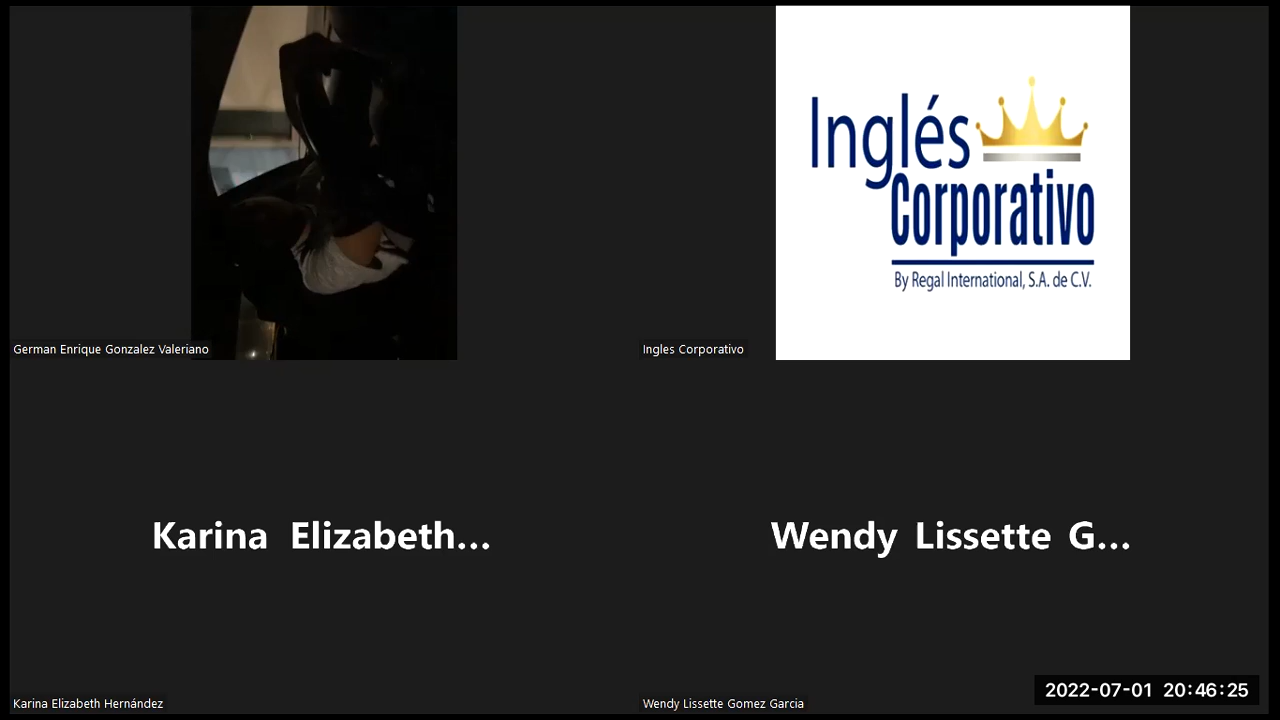 Inglés
Corporativo
By Regal International, S.A. de C.V.
German Enrique Gonzalez Valeriano
Ingles Corporativo
Karina Elizabeth...
Wendy Lissette G...
Karina Elizabeth Hernández
Wendy Lissette Gomez Garcia
2022-07-01 20:46:25